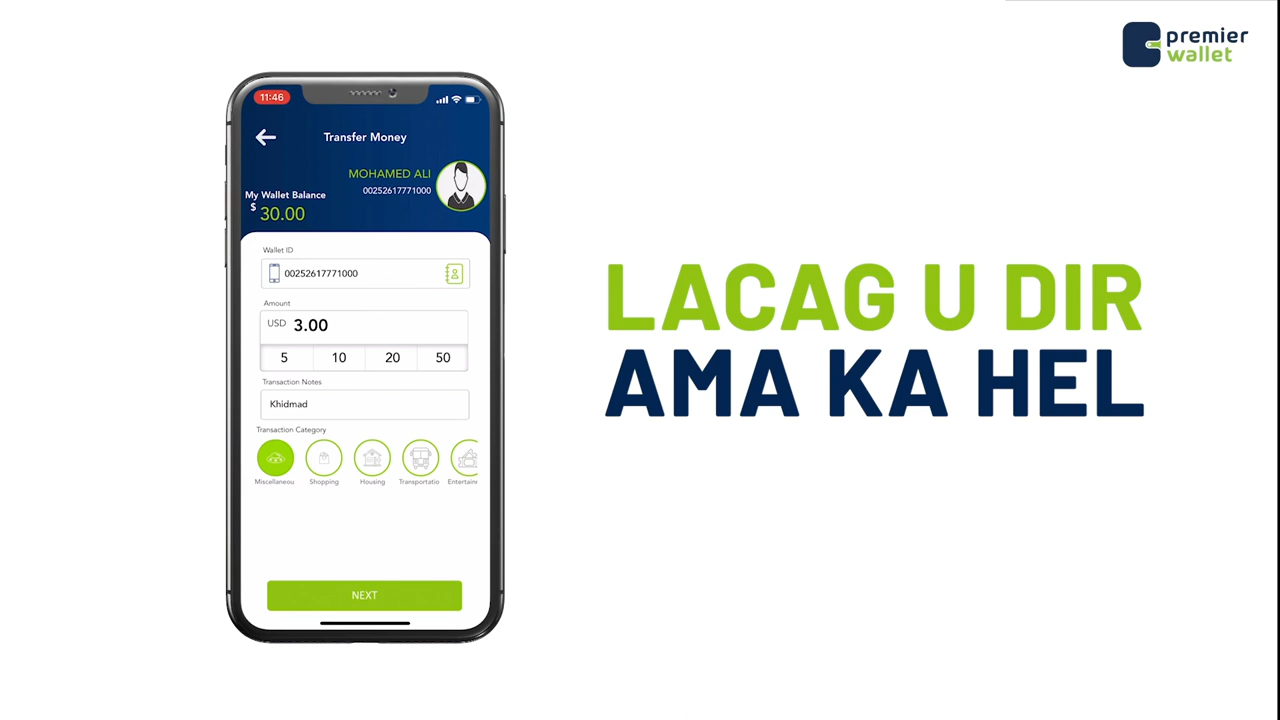 premier
wallet
11:46
Transfer Money
MOHAMED ALI
00252617771000
My Wallet Balance
$ 30.00
Wallet ID
00252617771000
Amount
USD 3.00
5 10 20 50
Transaction Notes
Khidmad
Transaction Category
Miscellaneou Shopping Housing Transportatio Entertainr
NEXT
LACAG U DIR
AMA KA HEL